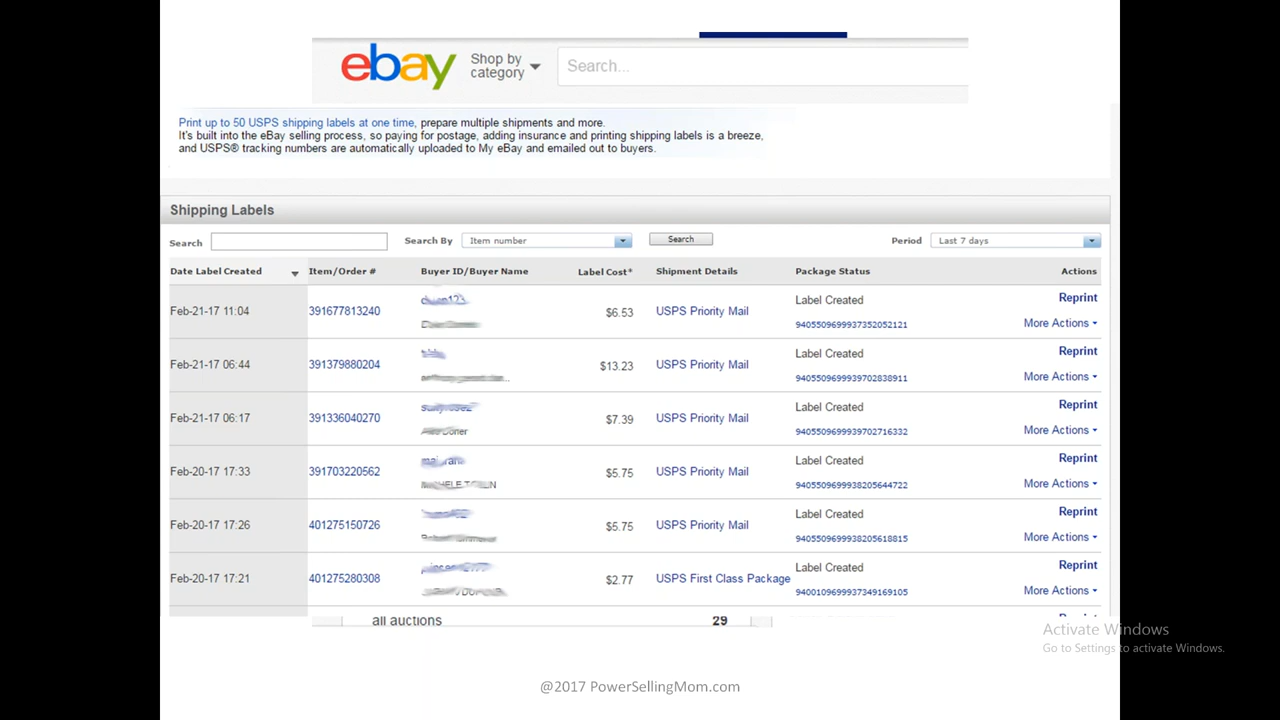 ebay
Shop by
category
Search...
Print up to 50 USPS shipping labels at one time, prepare multiple shipments and more.
It's built into the eBay selling process, so paying for postage, adding insurance and printing shipping labels is a breeze,
and USPS® tracking numbers are automatically uploaded to My eBay and emailed out to buyers.
Shipping Labels
Search Search By Item number Search Period Last 7 days
Date Label Created Item/Order # Buyer ID/Buyer Name Label Cost* Shipment Details Package Status Actions
Feb-21-17 11:04 391677813240 $6.53 USPS Priority Mail Label Created Reprint
9405509699937352052121 More Actions
Feb-21-17 06:44 391379880204 $13.23 USPS Priority Mail Label Created Reprint
9405509699939702838911 More Actions
Feb-21-17 06:17 391336040270 $7.39 USPS Priority Mail Label Created Reprint
9405509699939702716332 More Actions
Feb-20-17 17:33 391703220562 $5.75 USPS Priority Mail Label Created Reprint
9405509699938205644722 More Actions
Feb-20-17 17:26 401275150726 $5.75 USPS Priority Mail Label Created Reprint
9405509699938205618815 More Actions
Feb-20-17 17:21 401275280308 $2.77 USPS First Class Package Label Created Reprint
9400109699937349169105 More Actions
all auctions 29
Activate Windows
Go to Settings to activate Windows.
@2017 PowerSellingMom.com